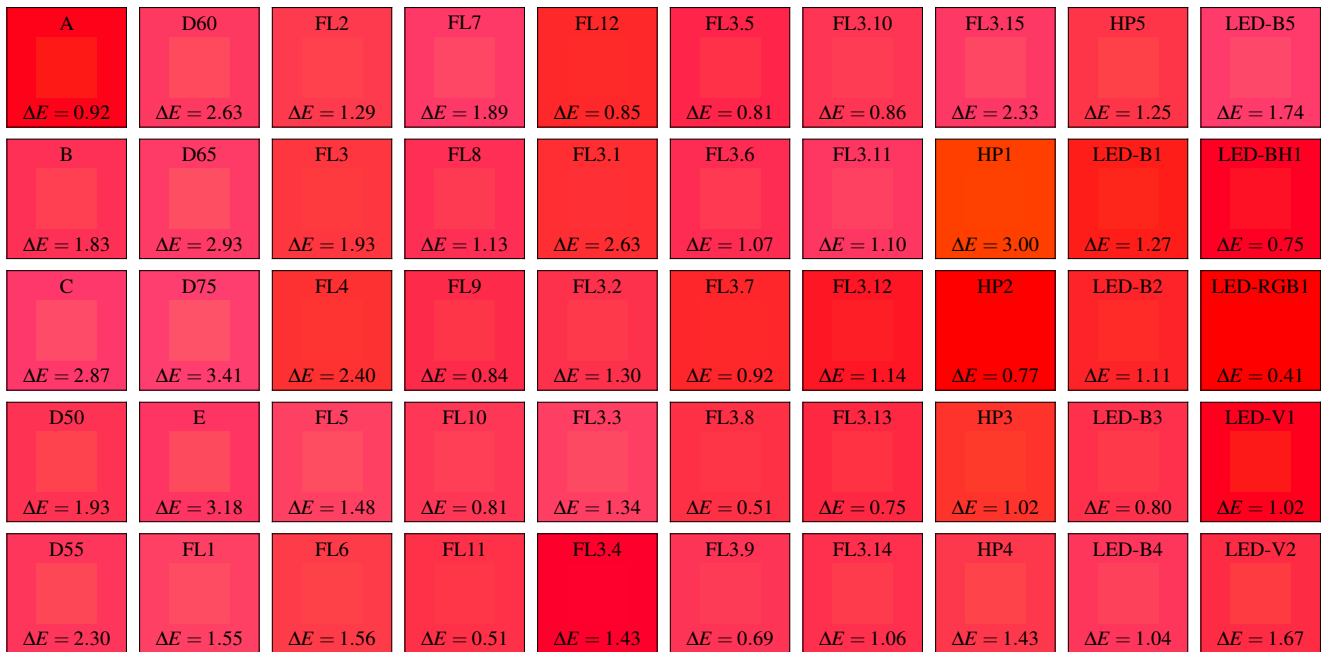 A D60 FL2 FL7 FL12 FL3.5 FL3.10 FL3.15 HP5 LED-B5
ΔE = 0.92 ΔE = 2.63 ΔE = 1.29 ΔE = 1.89 ΔE = 0.85 ΔE = 0.81 ΔE = 0.86 ΔE = 2.33 ΔE = 1.25 ΔE = 1.74
B D65 FL3 FL8 FL3.1 FL3.6 FL3.11 HP1 LED-B1 LED-BH1
ΔE = 1.83 ΔE = 2.93 ΔE = 1.93 ΔE = 1.13 ΔE = 2.63 ΔE = 1.07 ΔE = 1.10 ΔE = 3.00 ΔE = 1.27 ΔE = 0.75
C D75 FL4 FL9 FL3.2 FL3.7 FL3.12 HP2 LED-B2 LED-RGB1
ΔE = 2.87 ΔE = 3.41 ΔE = 2.40 ΔE = 0.84 ΔE = 1.30 ΔE = 0.92 ΔE = 1.14 ΔE = 0.77 ΔE = 1.11 ΔE = 0.41
D50 E FL5 FL10 FL3.3 FL3.8 FL3.13 HP3 LED-B3 LED-V1
ΔE = 1.93 ΔE = 3.18 ΔE = 1.48 ΔE = 0.81 ΔE = 1.34 ΔE = 0.51 ΔE = 0.75 ΔE = 1.02 ΔE = 0.80 ΔE = 1.02
D55 FL1 FL6 FL11 FL3.4 FL3.9 FL3.14 HP4 LED-B4 LED-V2
ΔE = 2.30 ΔE = 1.55 ΔE = 1.56 ΔE = 0.51 ΔE = 1.43 ΔE = 0.69 ΔE = 1.06 ΔE = 1.43 ΔE = 1.04 ΔE = 1.67